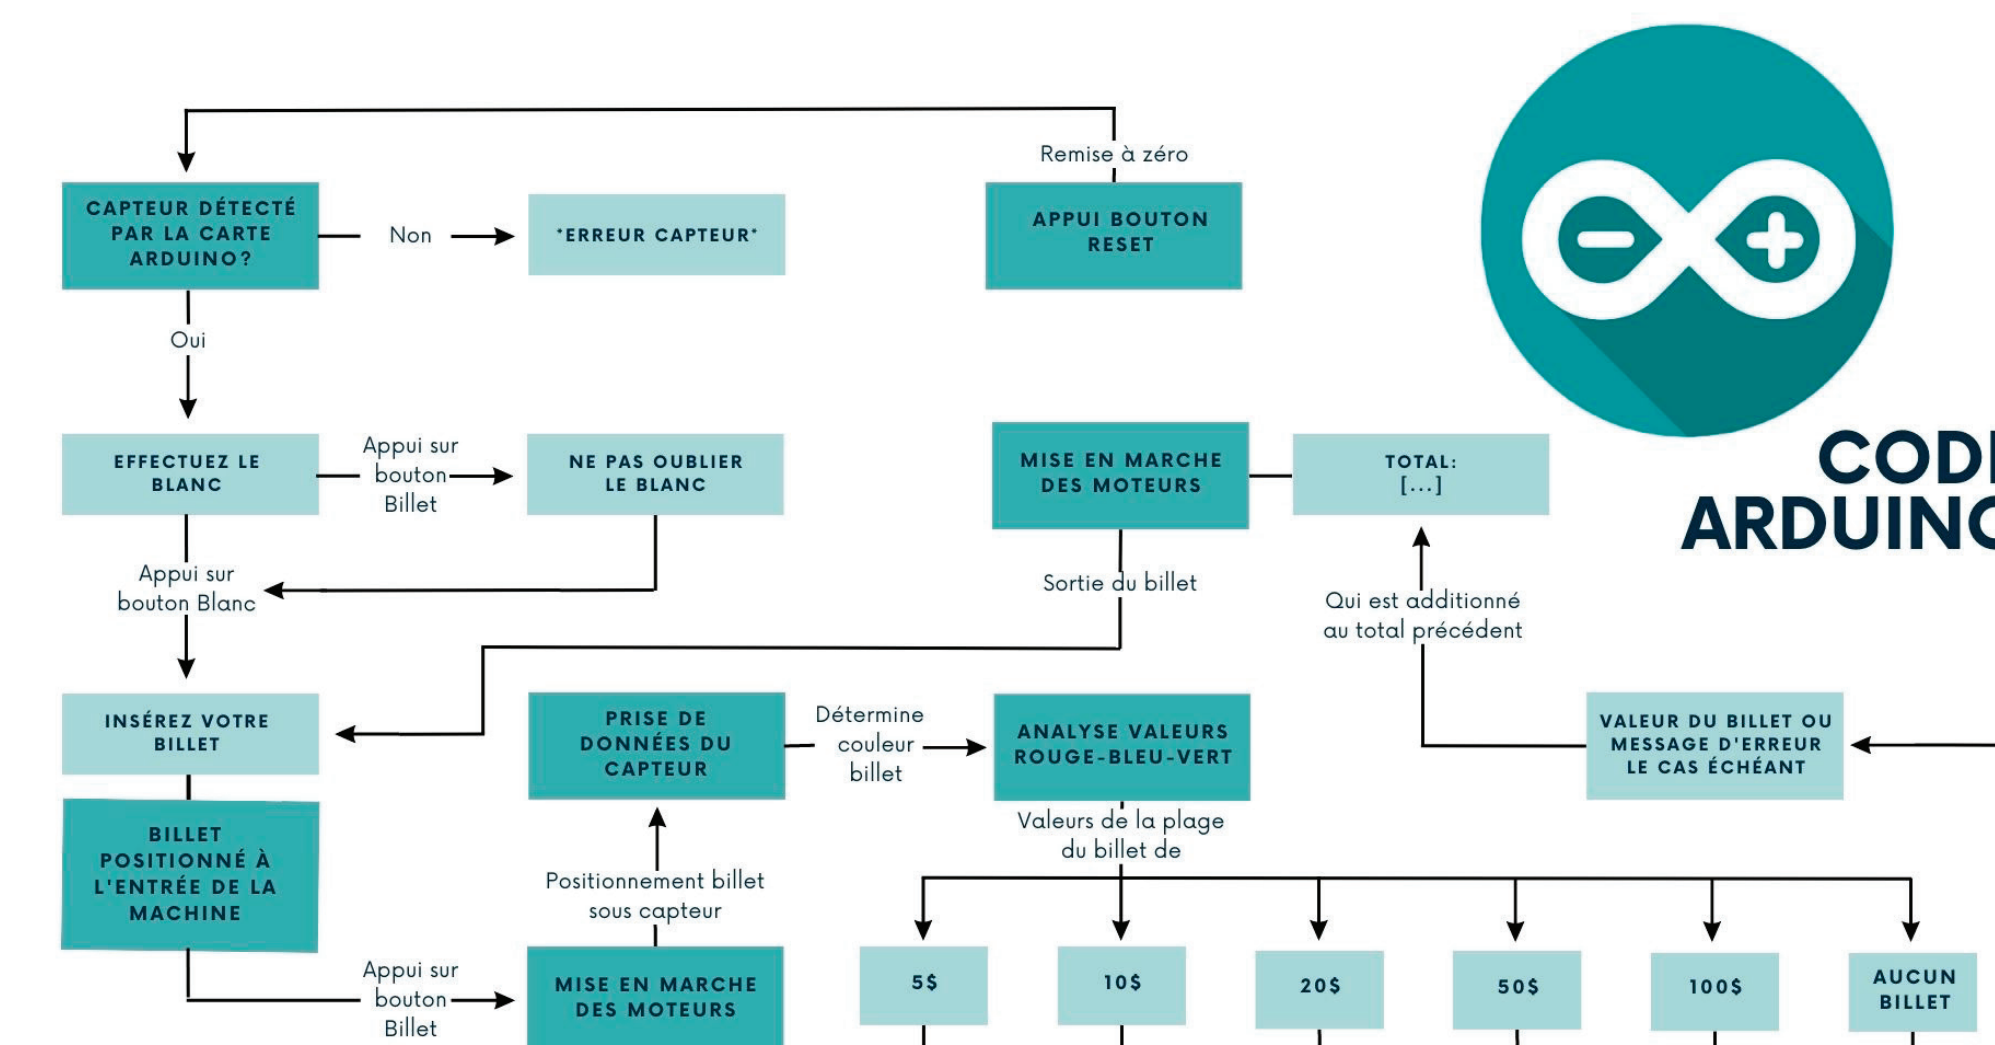 Remise à zéro
CAPTEUR DÉTECTÉ
PAR LA CARTE
ARDUINO?
Non
*ERREUR CAPTEUR*
APPUI BOUTON
RESET
Oui
EFFECTUEZ LE
BLANC
Appui sur
bouton
Billet
NE PAS OUBLIER
LE BLANC
MISE EN MARCHE
DES MOTEURS
TOTAL:
[...]
ARDUINO
Appui sur
bouton Blanc
Sortie du billet
Qui est additionné
au total précédent
INSÉREZ VOTRE
BILLET
PRISE DE
DONNÉES DU
CAPTEUR
Détermine
couleur
billet
ANALYSE VALEURS
ROUGE-BLEU-VERT
VALEUR DU BILLET OU
MESSAGE D'ERREUR
LE CAS ÉCHÉANT
Valeurs de la plage
du billet de
BILLET
POSITIONNÉ À
L'ENTRÉE DE LA
MACHINE
Positionnement billet
sous capteur
Appui sur
bouton
Billet
MISE EN MARCHE
DES MOTEURS
5$
10$
20$
50$
100$
AUCUN
BILLET